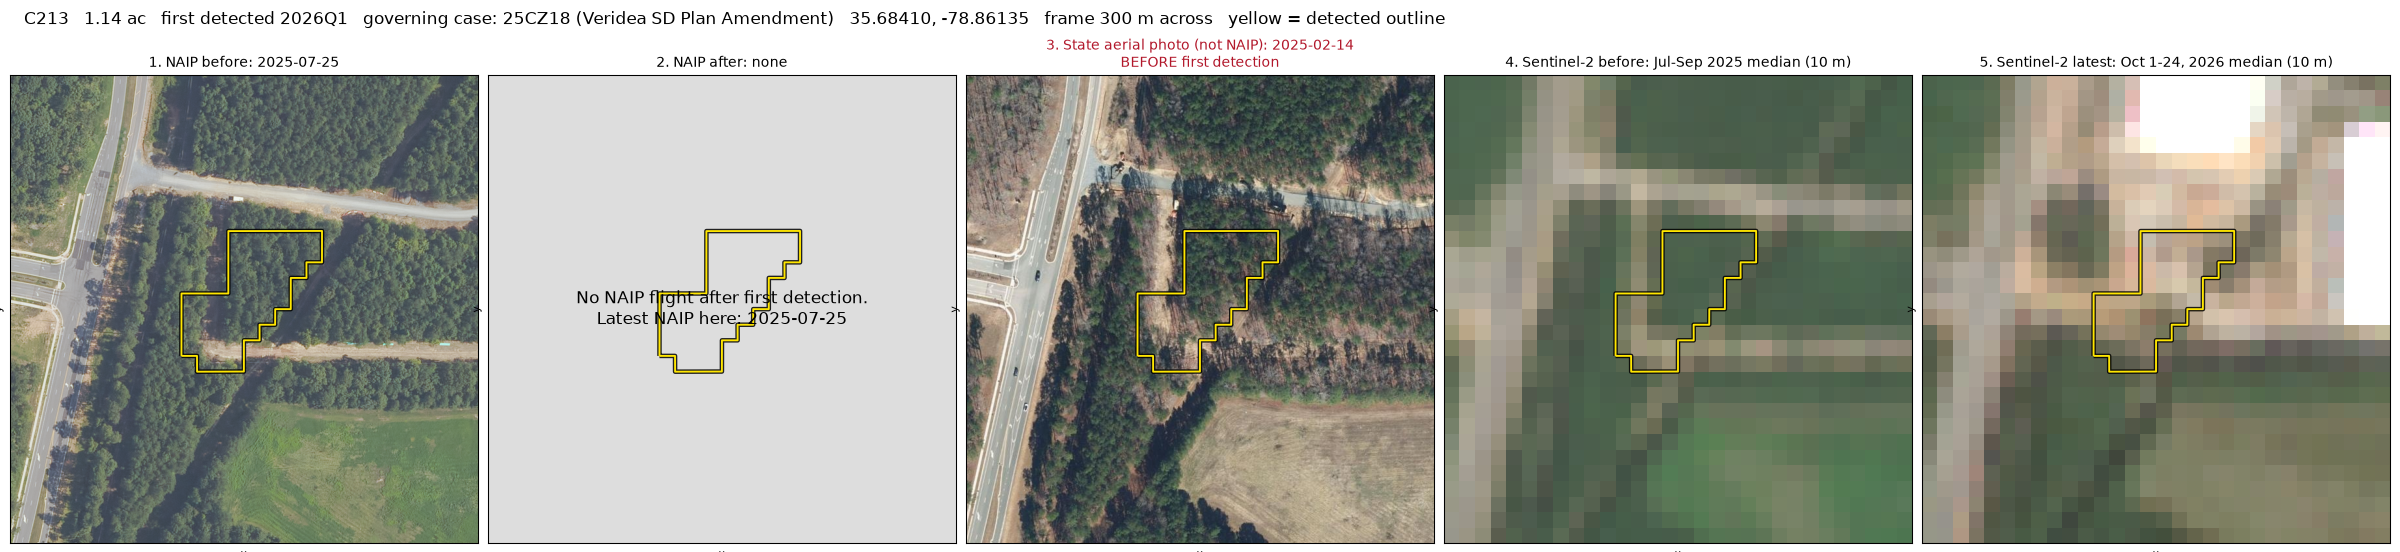 C213   1.14 ac   first detected 2026Q1   governing case: 25CZ18 (Veridea SD Plan Amendment)   35.68410, -78.86135   frame 300 m across   yellow = detected outline
1. NAIP before: 2025-07-25
2. NAIP after: none
3. State aerial photo (not NAIP): 2025-02-14
BEFORE first detection
4. Sentinel-2 before: Jul-Sep 2025 median (10 m)
5. Sentinel-2 latest: Oct 1-24, 2026 median (10 m)
No NAIP flight after first detection.
Latest NAIP here: 2025-07-25